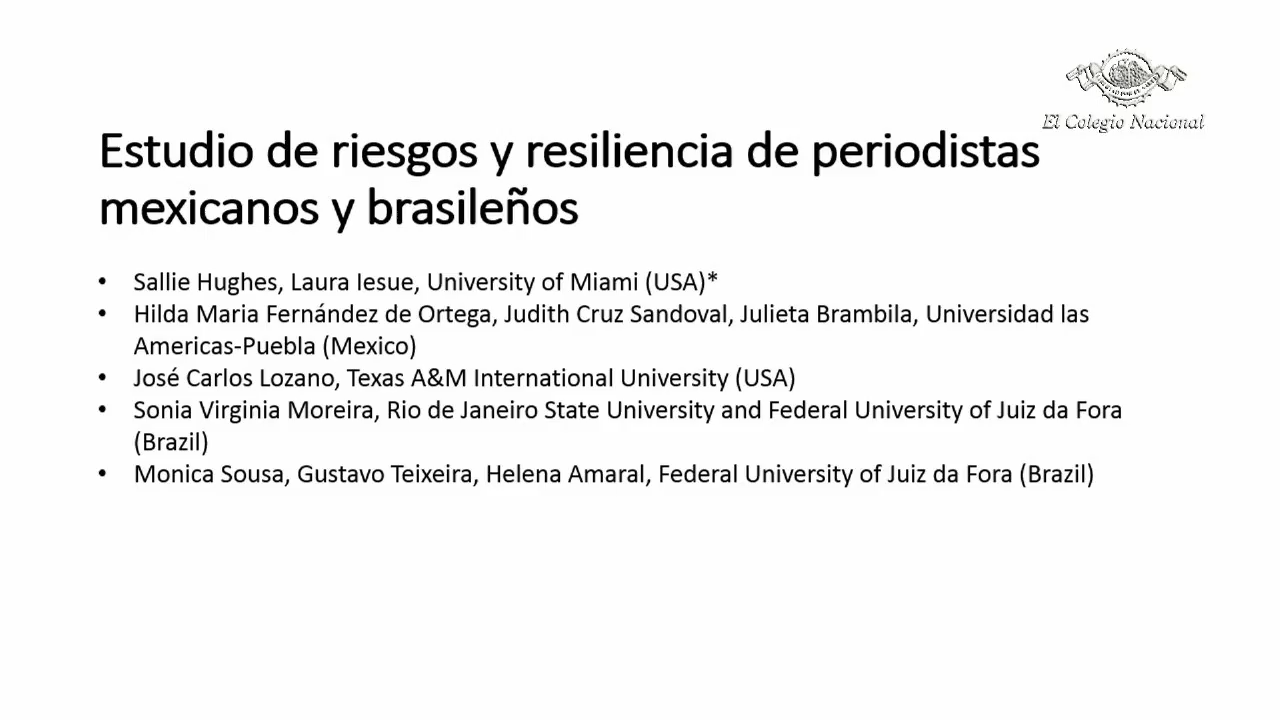 El Colegio Nacional
Estudio de riesgos y resiliencia de periodistas
mexicanos y brasileños
• Sallie Hughes, Laura Iesue, University of Miami (USA)*
• Hilda Maria Fernández de Ortega, Judith Cruz Sandoval, Julieta Brambila, Universidad las
Americas-Puebla (Mexico)
• José Carlos Lozano, Texas A&M International University (USA)
• Sonia Virginia Moreira, Rio de Janeiro State University and Federal University of Juiz da Fora
(Brazil)
• Monica Sousa, Gustavo Teixeira, Helena Amaral, Federal University of Juiz da Fora (Brazil)